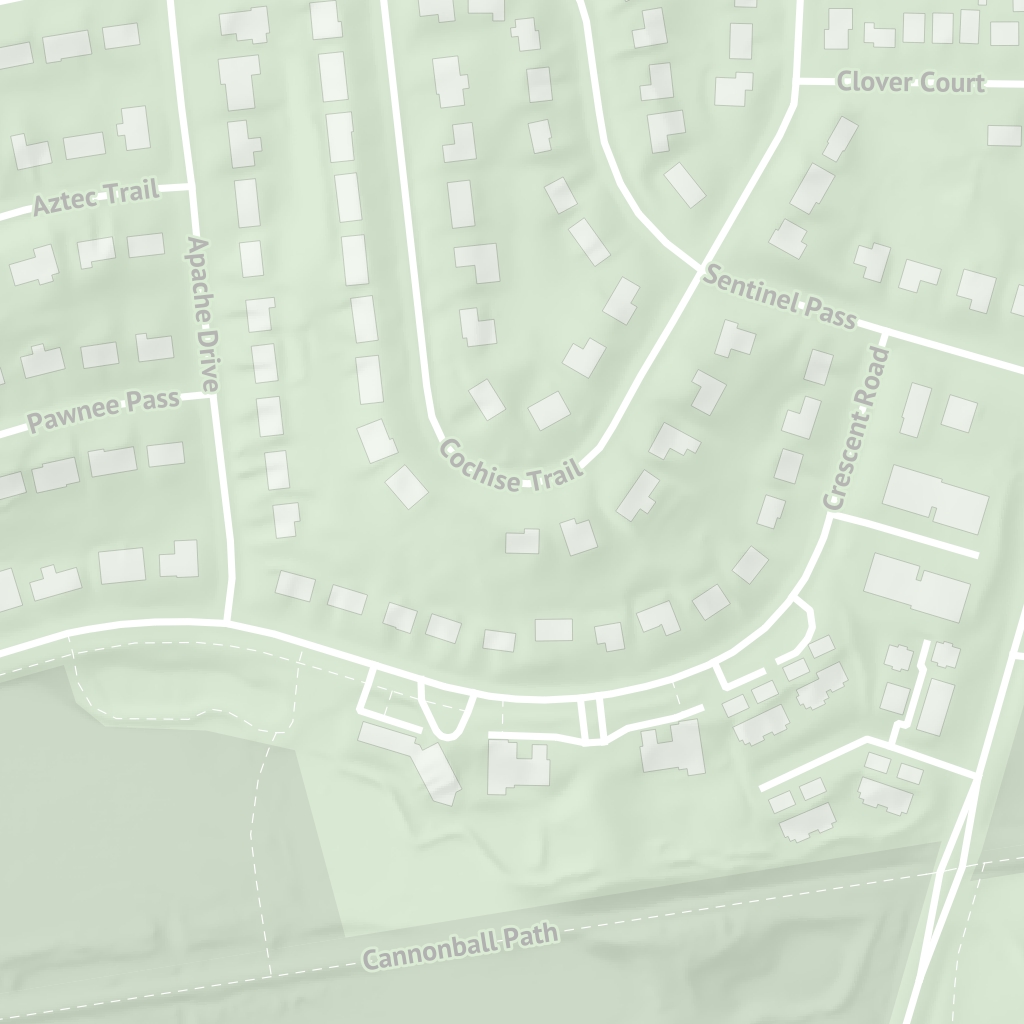 Clover Court
Aztec Trail
Apache Drive
Sentinel Pass
Pawnee Pass
Crescent Road
Cochise Trail
Cannonball Path